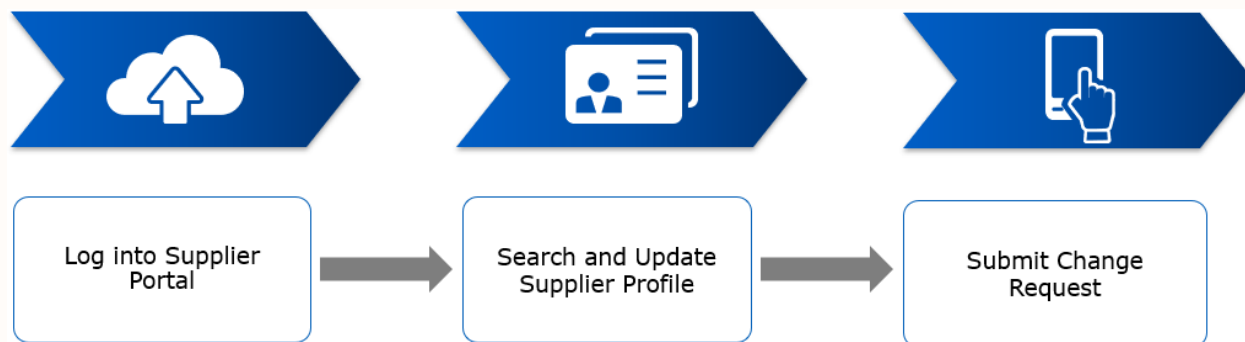 Log into Supplier
Portal
Search and Update
Supplier Profile
Submit Change
Request